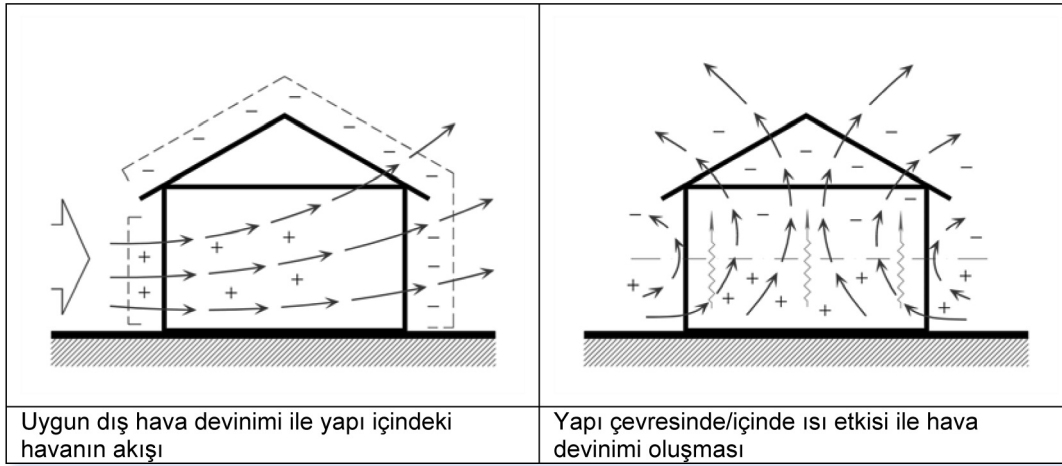 Uygun dış hava devinimi ile yapı içindeki
havanın akışı
Yapı çevresinde/içinde ısı etkisi ile hava
devinimi oluşması